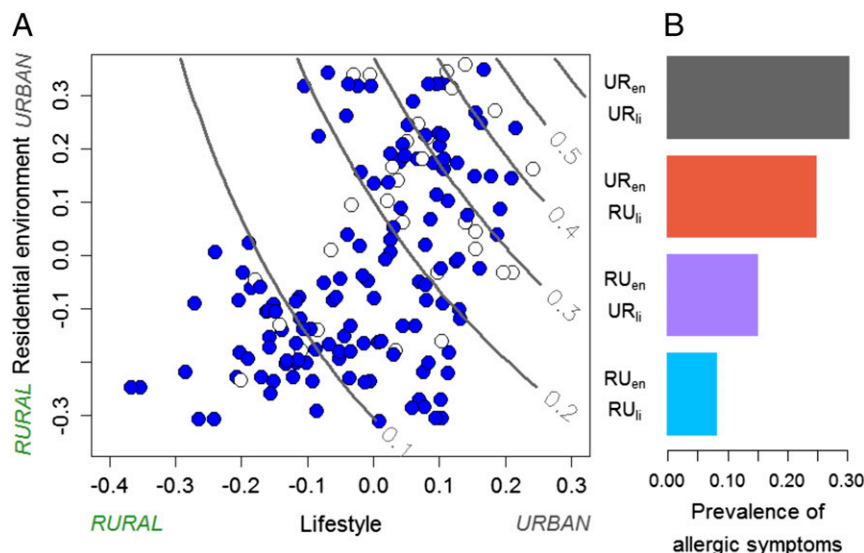 A
B
RURAL Residential environment URBAN
0.3
0.2
0.1
0.0
-0.1
-0.2
-0.3
0.5
0.4
0.3
0.2
0.1
-0.4 -0.3 -0.2 -0.1 0.0 0.1 0.2 0.3
RURAL Lifestyle URBAN
URen
URli
URen
RUli
RUen
URli
RUen
RUli
0.00 0.10 0.20 0.30
Prevalence of
allergic symptoms